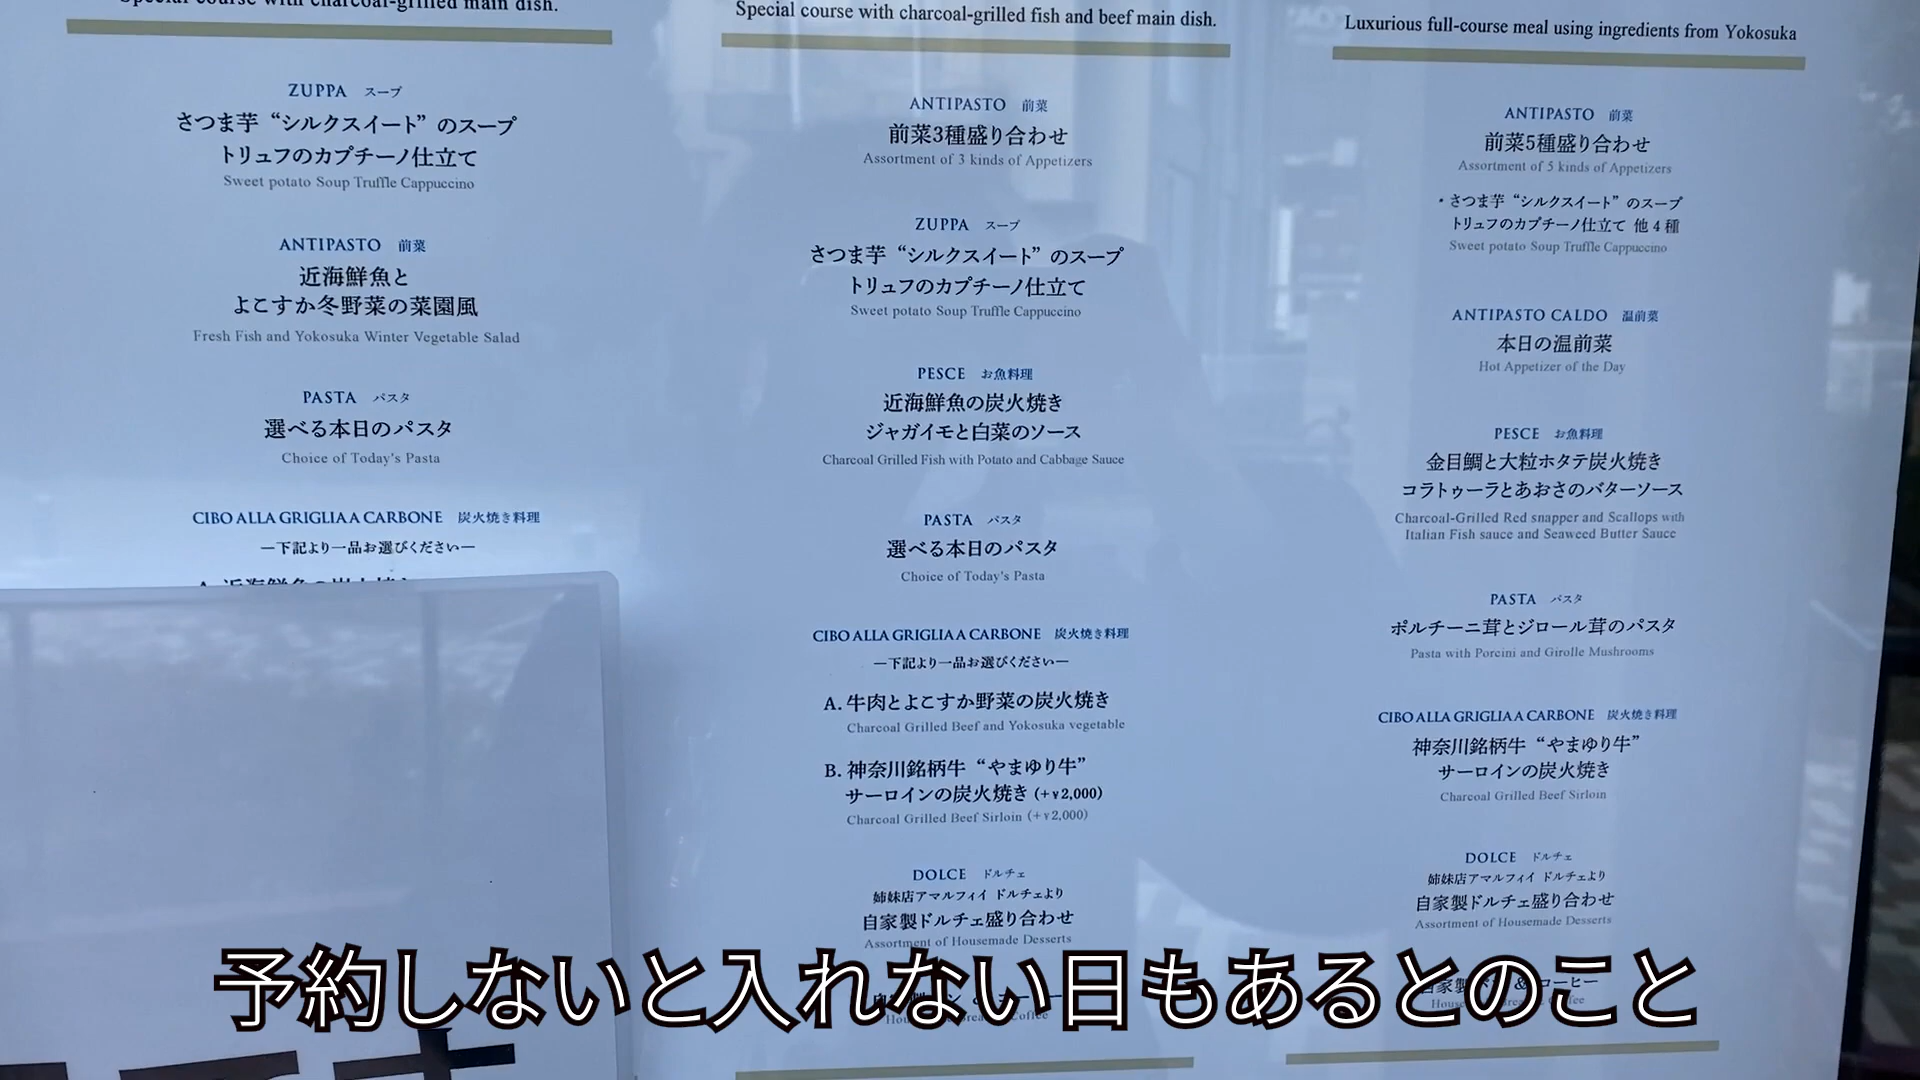 Special course with charcoal-grilled main dish.
ZUPPA スープ
さつま芋“シルクスイート”のスープ
トリュフのカプチーノ仕立て
Sweet potato Soup Truffle Cappuccino
ANTIPASTO 前菜
近海鮮魚と
よこすか冬野菜の菜園風
Fresh Fish and Yokosuka Winter Vegetable Salad
PASTA パスタ
選べる本日のパスタ
Choice of Today's Pasta
CIBO ALLA GRIGLIA A CARBONE 炭火焼き料理
―下記より一品お選びください―
Special course with charcoal-grilled fish and beef main dish.
ANTIPASTO 前菜
前菜3種盛り合わせ
Assortment of 3 kinds of Appetizers
ZUPPA スープ
さつま芋“シルクスイート”のスープ
トリュフのカプチーノ仕立て
Sweet potato Soup Truffle Cappuccino
PESCE お魚料理
近海鮮魚の炭火焼き
ジャガイモと白菜のソース
Charcoal Grilled Fish with Potato and Cabbage Sauce
PASTA パスタ
選べる本日のパスタ
Choice of Today's Pasta
CIBO ALLA GRIGLIA A CARBONE 炭火焼き料理
―下記より一品お選びください―
A. 牛肉とよこすか野菜の炭火焼き
Charcoal Grilled Beef and Yokosuka vegetable
B. 神奈川銘柄牛“やまゆり牛”
サーロインの炭火焼き (+¥2,000)
Charcoal Grilled Beef Sirloin (+¥2,000)
DOLCE ドルチェ
姉妹店アマルフィイ ドルチェより
自家製ドルチェ盛り合わせ
Assortment of Housemade Desserts
Luxurious full-course meal using ingredients from Yokosuka
ANTIPASTO 前菜
前菜5種盛り合わせ
Assortment of 5 kinds of Appetizers
・さつま芋“シルクスイート”のスープ
トリュフのカプチーノ仕立て 他4種
Sweet potato Soup Truffle Cappuccino
ANTIPASTO CALDO 温前菜
本日の温前菜
Hot Appetizer of the Day
PESCE お魚料理
金目鯛と大粒ホタテ炭火焼き
コラトゥーラとあおさのバターソース
Charcoal-Grilled Red snapper and Scallops with
Italian Fish sauce and Seaweed Butter Sauce
PASTA パスタ
ポルチーニ茸とジロール茸のパスタ
Pasta with Porcini and Girolle Mushrooms
CIBO ALLA GRIGLIA A CARBONE 炭火焼き料理
神奈川銘柄牛“やまゆり牛”
サーロインの炭火焼き
Charcoal Grilled Beef Sirloin
DOLCE ドルチェ
姉妹店アマルフィイ ドルチェより
自家製ドルチェ盛り合わせ
Assortment of Housemade Desserts
予約しないと入れない日もあるとのこと